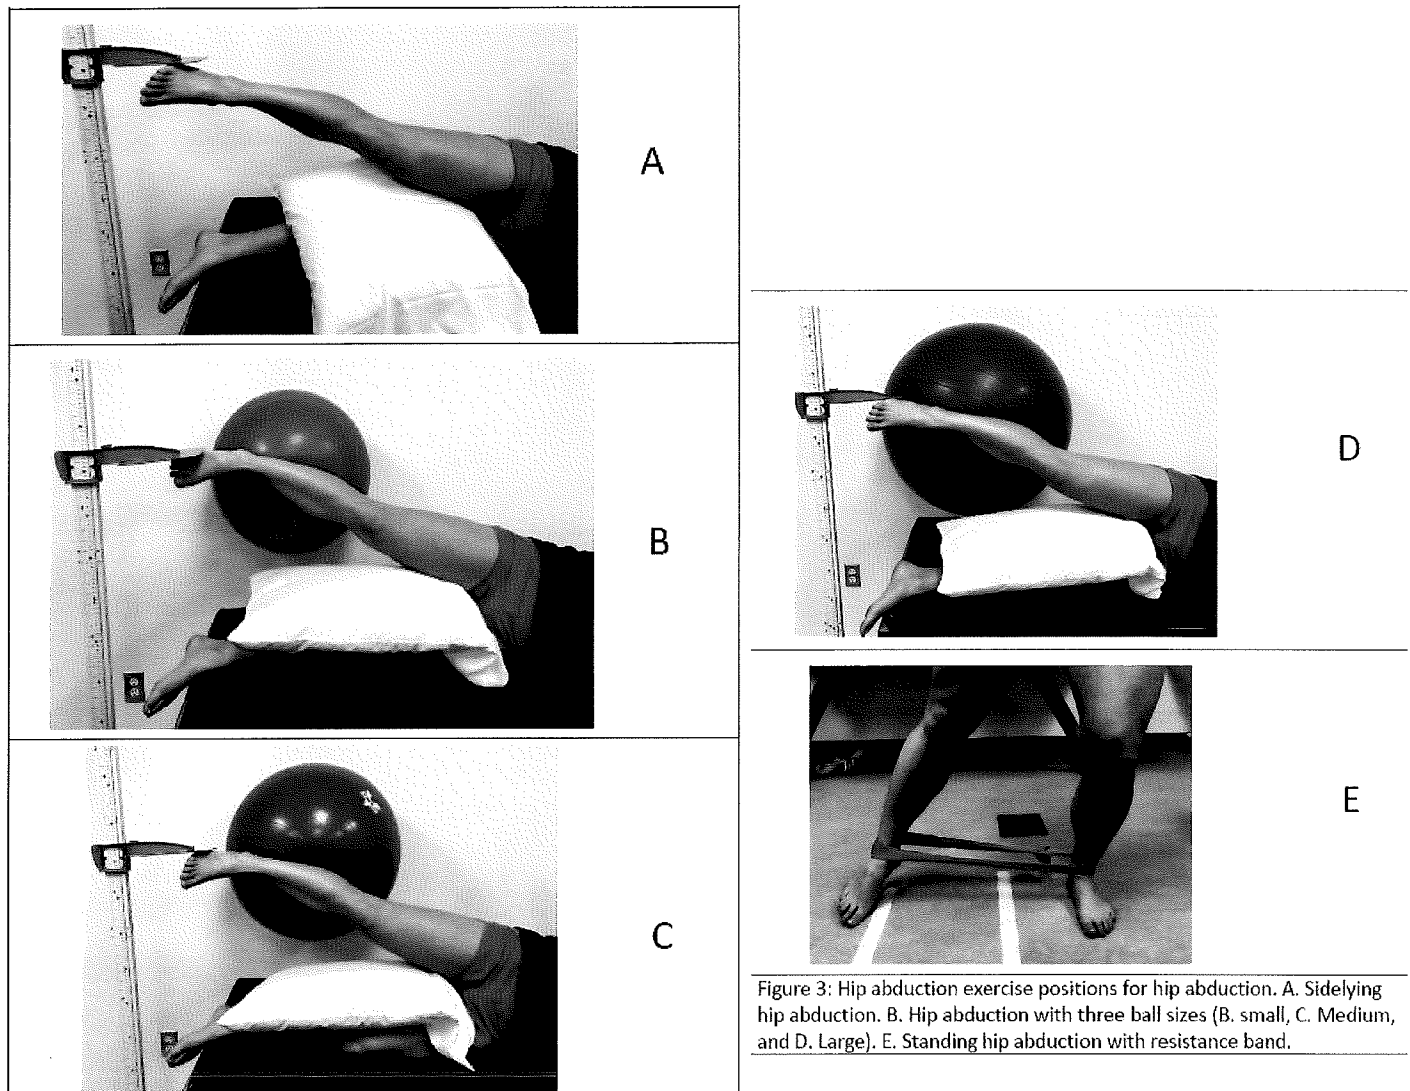 A
B
C
D
E
Figure 3: Hip abduction exercise positions for hip abduction. A. Sidelying
hip abduction. B. Hip abduction with three ball sizes (B. small, C. Medium,
and D. Large). E. Standing hip abduction with resistance band.